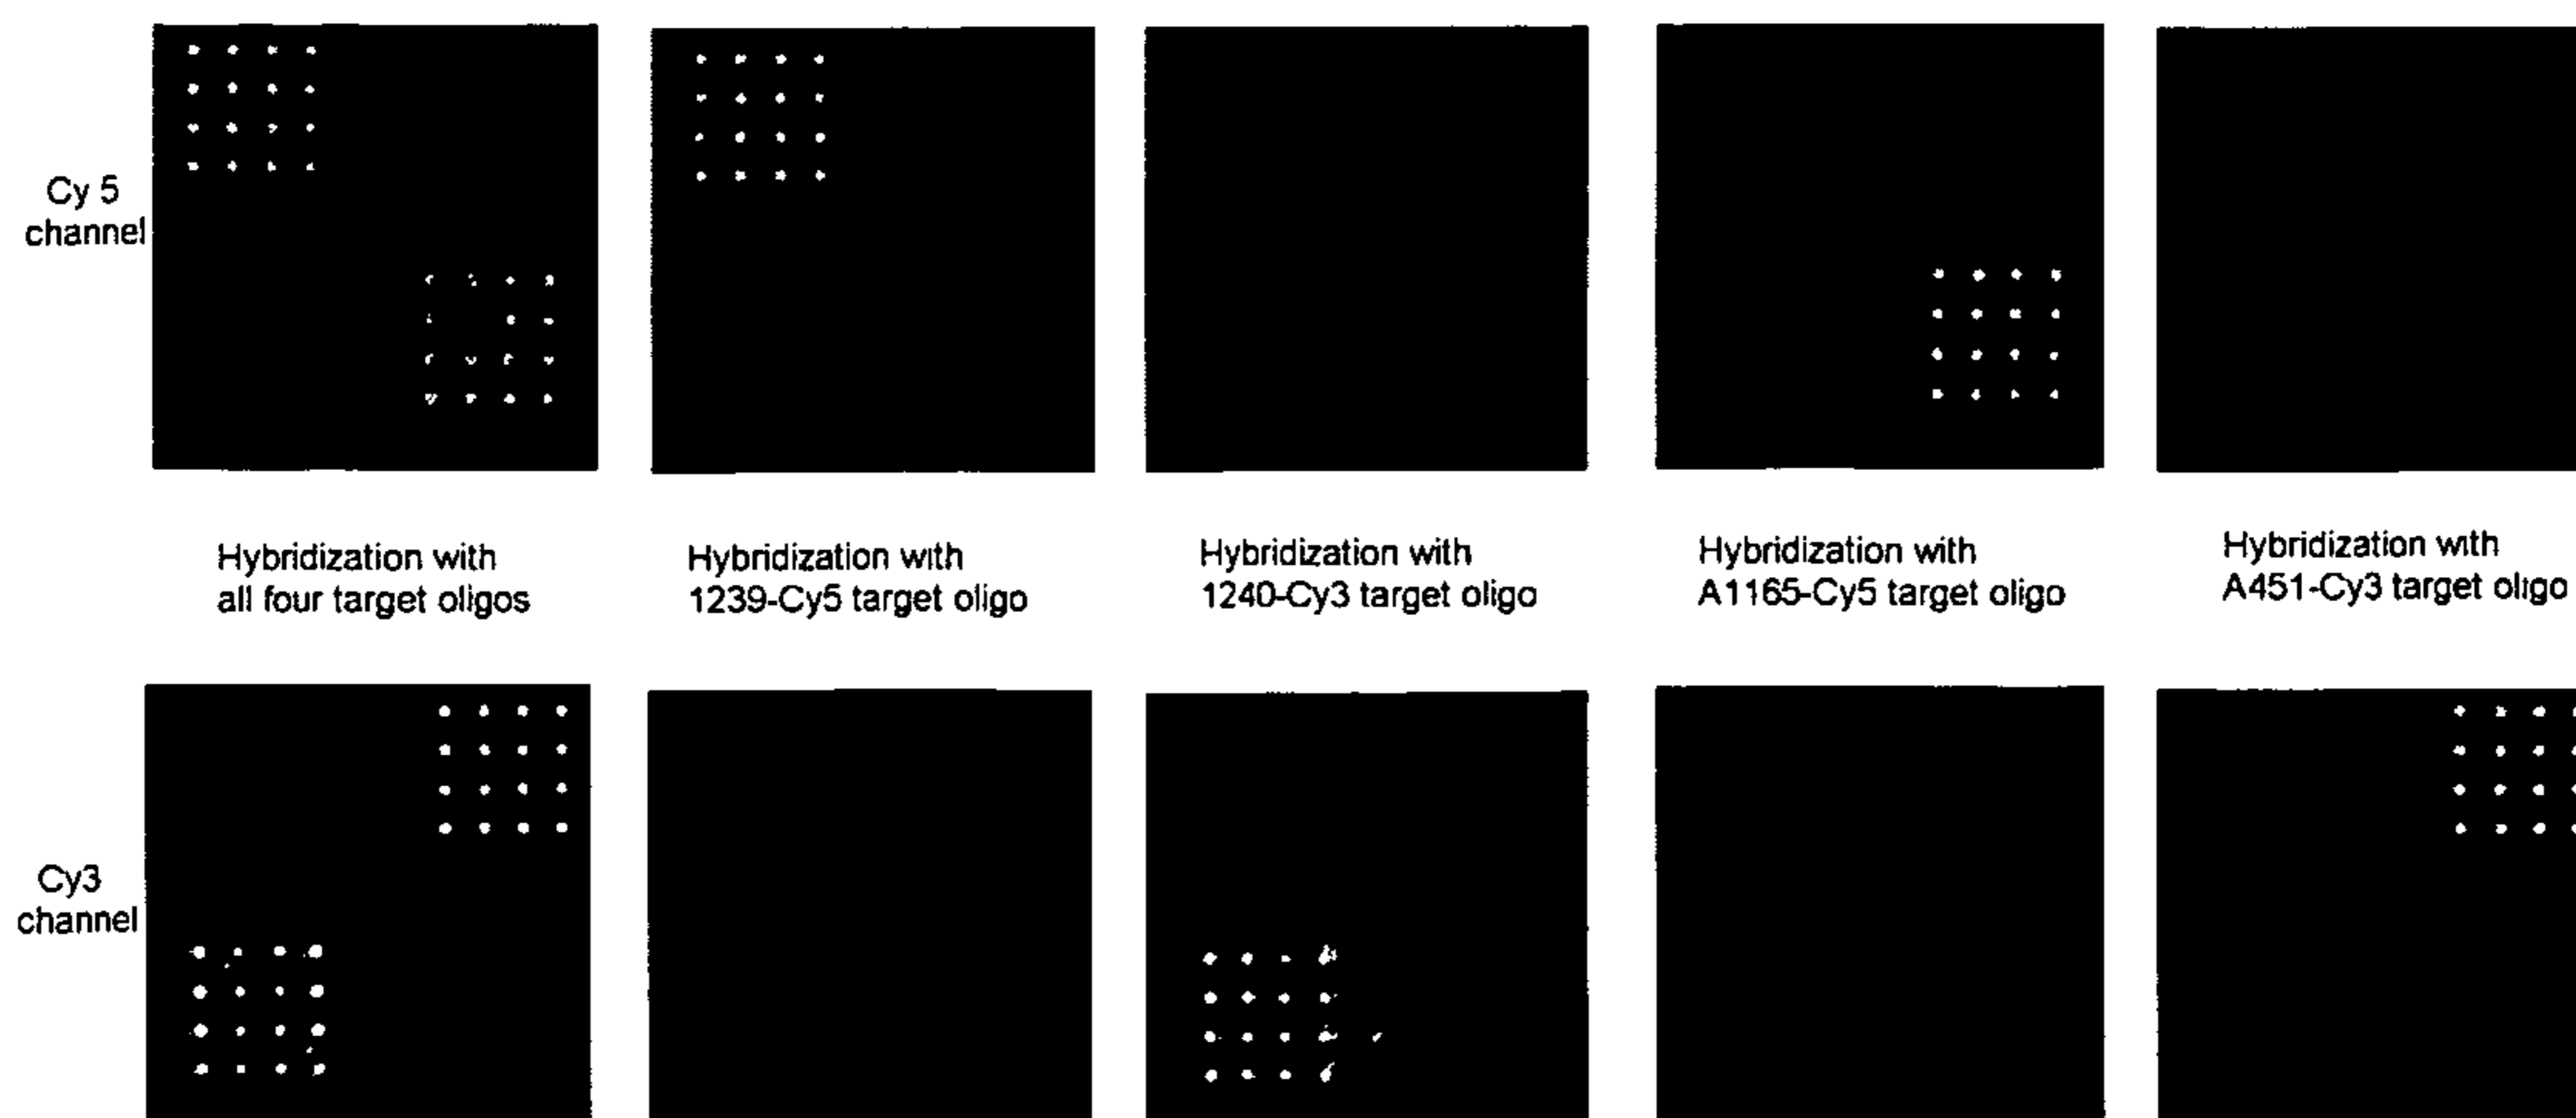 Cy 5
channel
Hybridization with
all four target oligos
Hybridization with
1239-Cy5 target oligo
Hybridization with
1240-Cy3 target oligo
Hybridization with
A1165-Cy5 target oligo
Hybridization with
A451-Cy3 target oligo
Cy3
channel